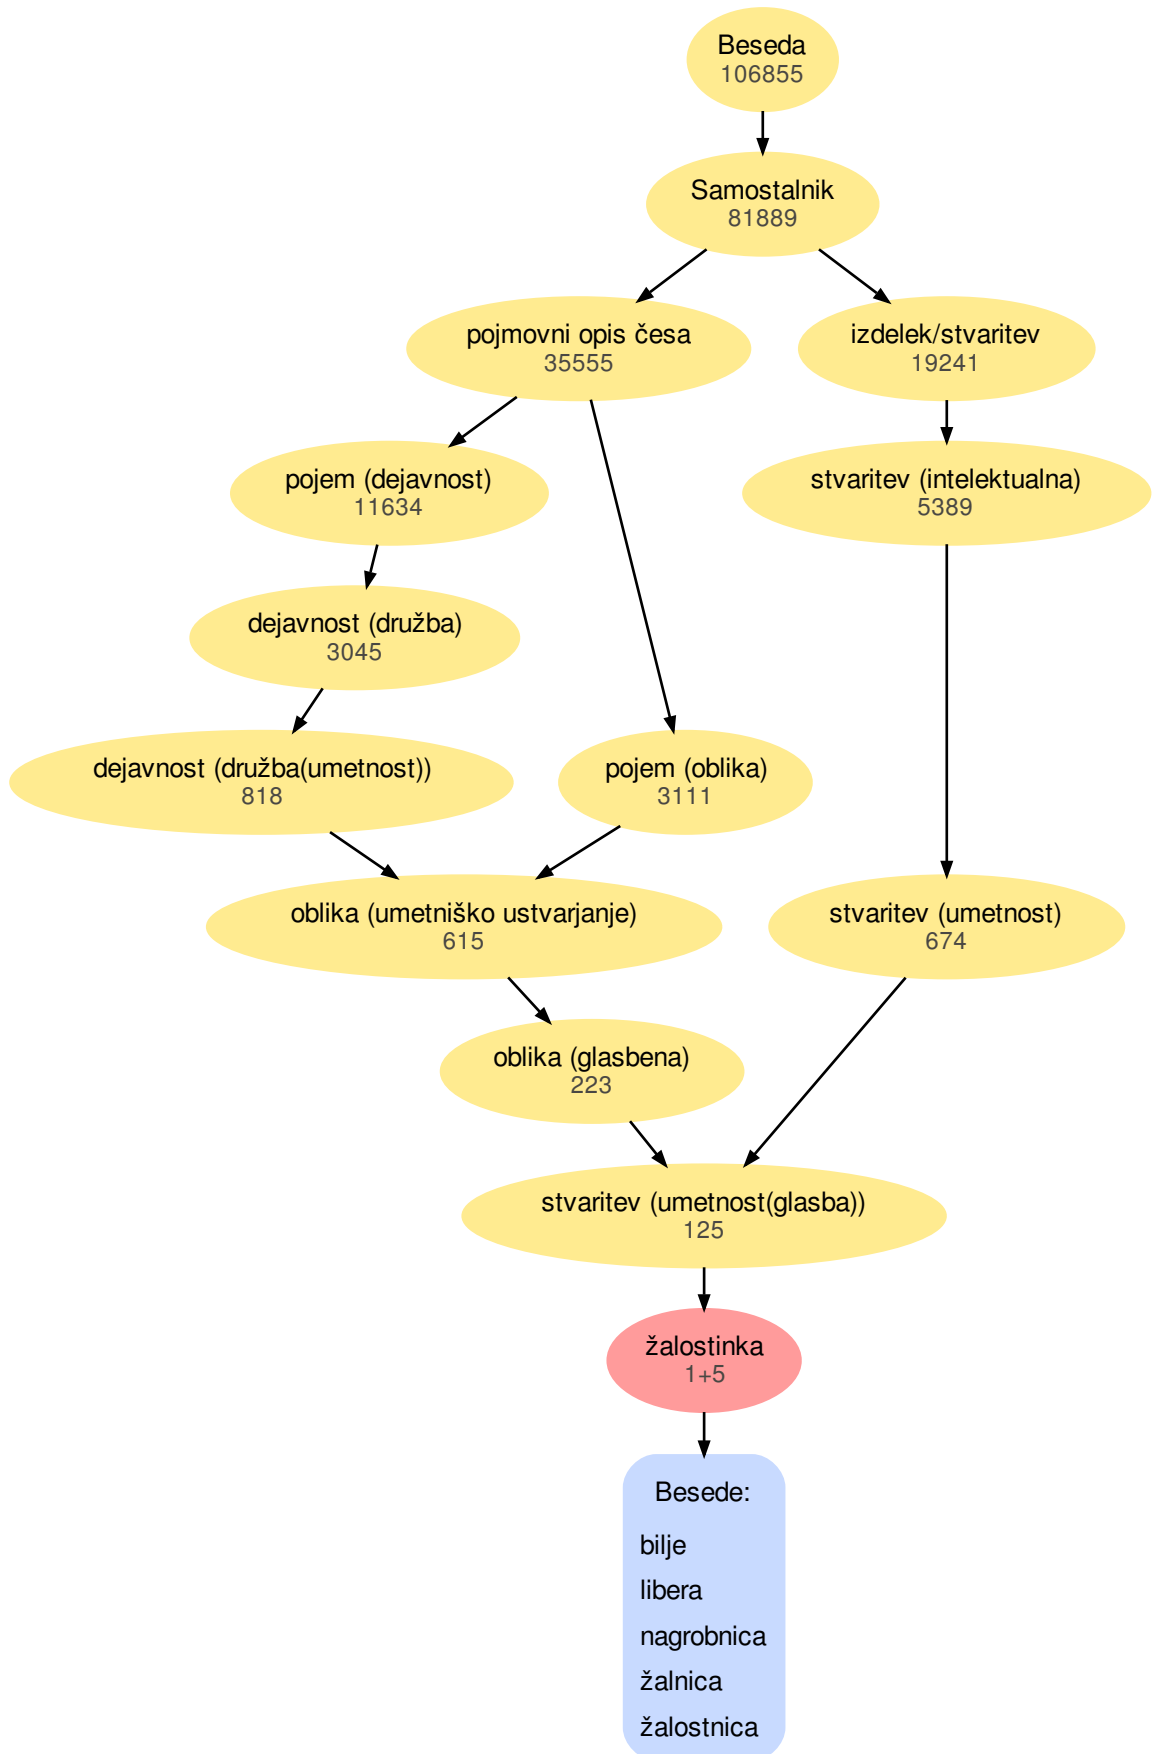 Beseda
106855
Samostalnik
81889
pojmovni opis česa
35555
izdelek/stvaritev
19241
pojem (dejavnost)
11634
stvaritev (intelektualna)
5389
dejavnost (družba)
3045
dejavnost (družba(umetnost))
818
pojem (oblika)
3111
oblika (umetniško ustvarjanje)
615
stvaritev (umetnost)
674
oblika (glasbena)
223
stvaritev (umetnost(glasba))
125
žalostinka
1+5
Besede:
bilje
libera
nagrobnica
žalnica
žalostnica